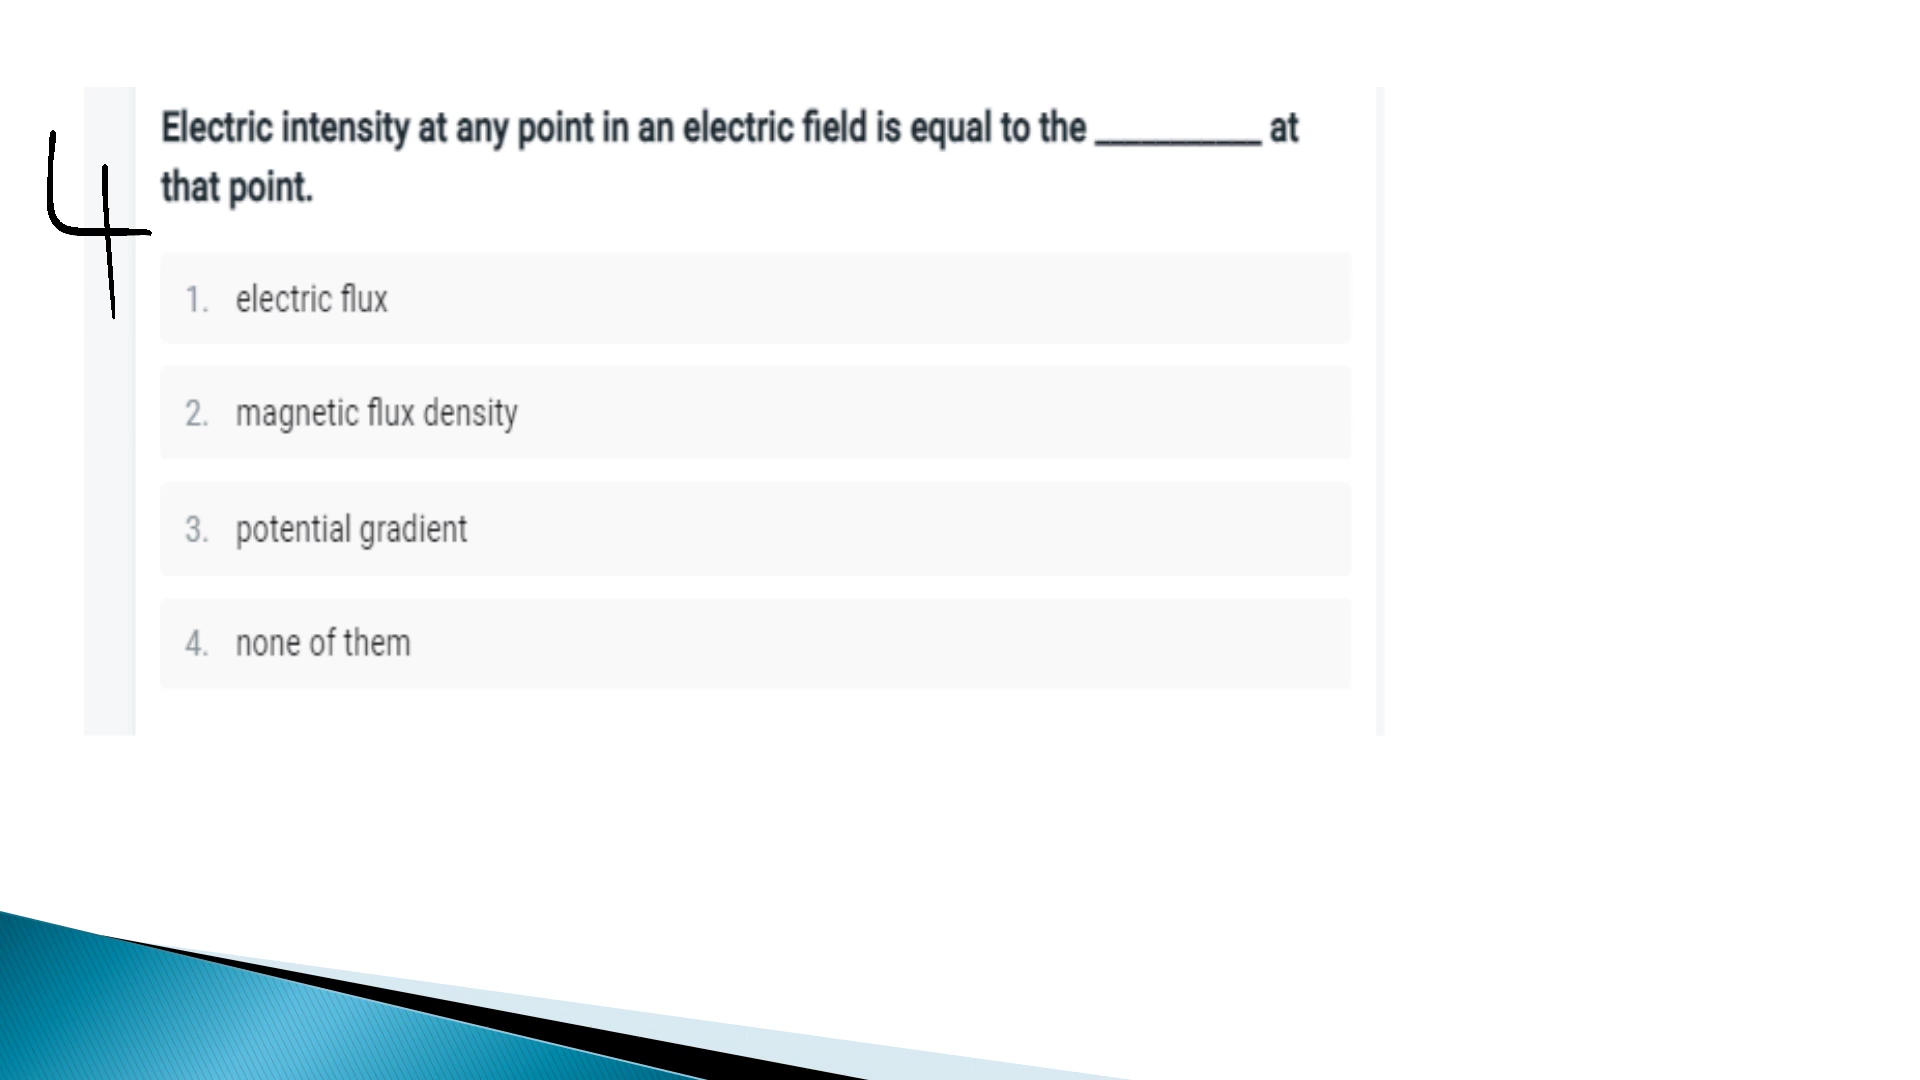 4
Electric intensity at any point in an electric field is equal to the ___________ at
that point.
1. electric flux
2. magnetic flux density
3. potential gradient
4. none of them